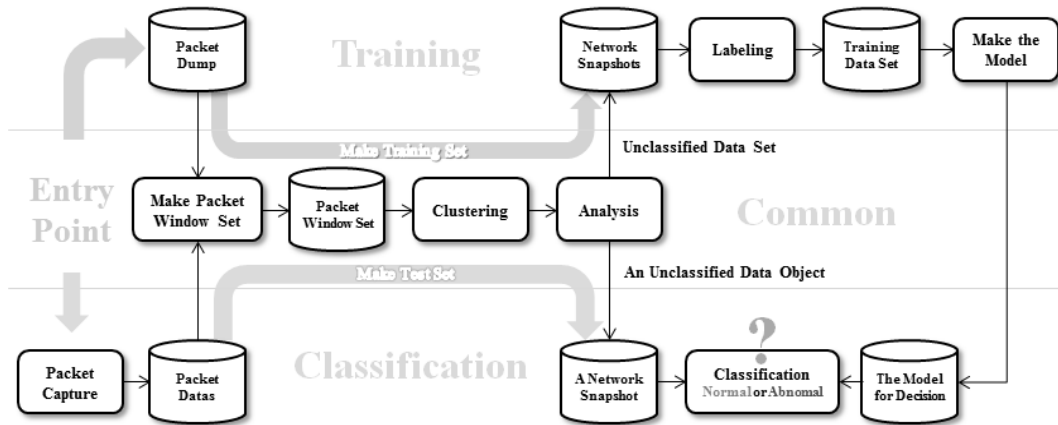 Training
Packet
Dump
Network
Snapshots
Labeling
Training
Data Set
Make the
Model
Make Training Set
Unclassified Data Set
Entry
Point
Make Packet
Window Set
Packet
Window Set
Clustering
Analysis
Common
Make Test Set
An Unclassified Data Object
Classification
?
Packet
Capture
Packet
Datas
A Network
Snapshot
Classification
Normal or Abnomal
The Model
for Decision